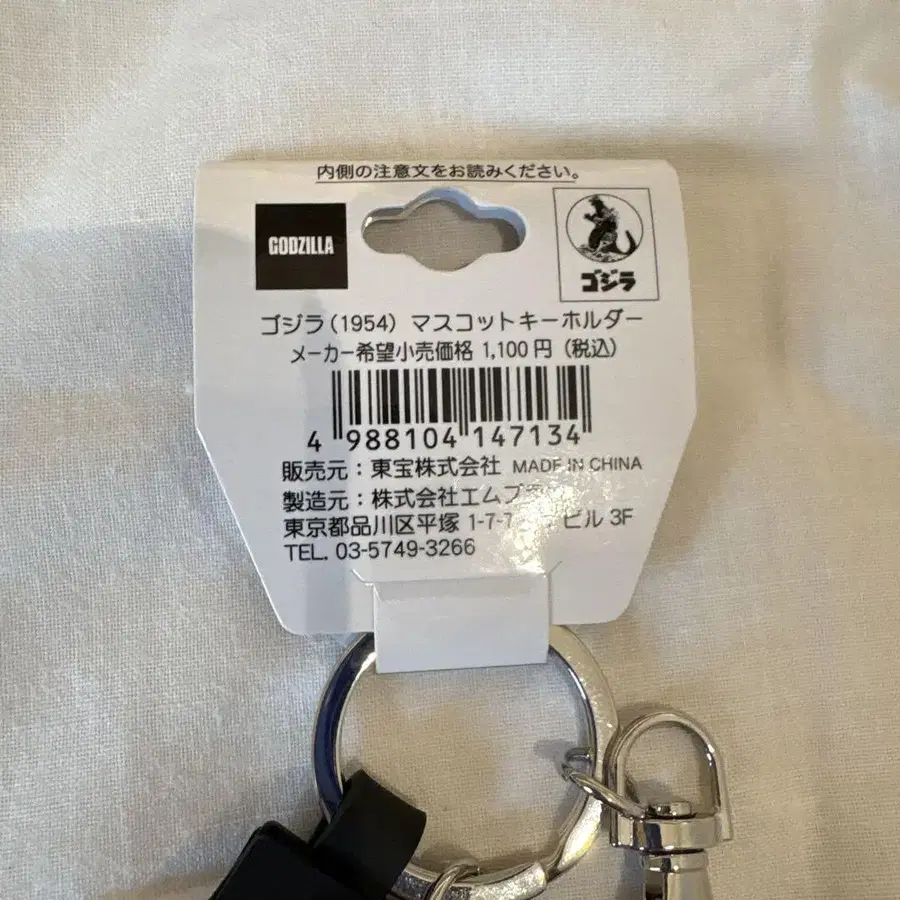 内側の注意文をお読みください。
GODZILLA
ゴジラ
ゴジラ(1954) マスコットキーホルダー
メーカー希望小売価格 1,100円 (税込)
4 988104 147134
販売元:東宝株式会社 MADE IN CHINA
製造元:株式会社エムプ
東京都品川区平塚 1-7-7 ビル 3F
TEL. 03-5749-3266